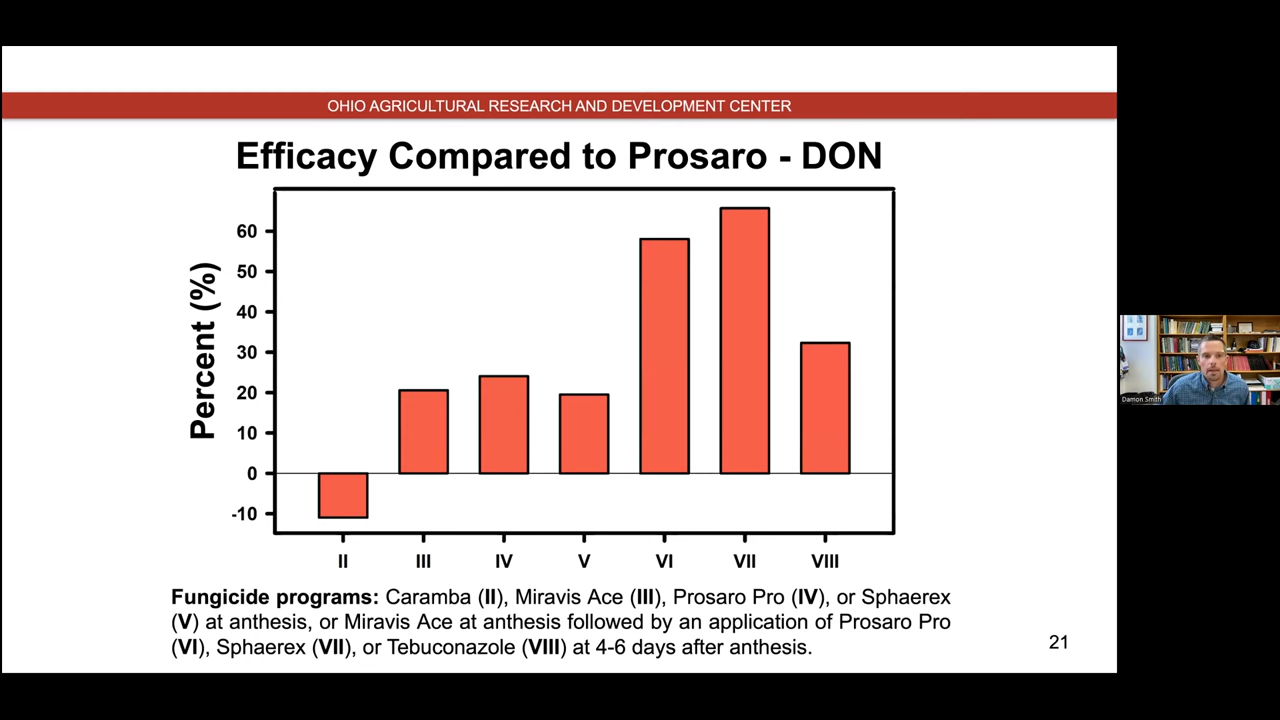 OHIO AGRICULTURAL RESEARCH AND DEVELOPMENT CENTER
Efficacy Compared to Prosaro - DON
Percent (%)
60
50
40
30
20
10
0
-10
II III IV V VI VII VIII
Fungicide programs: Caramba (II), Miravis Ace (III), Prosaro Pro (IV), or Sphaerex
(V) at anthesis, or Miravis Ace at anthesis followed by an application of Prosaro Pro
(VI), Sphaerex (VII), or Tebuconazole (VIII) at 4-6 days after anthesis.
21
Damon Smith